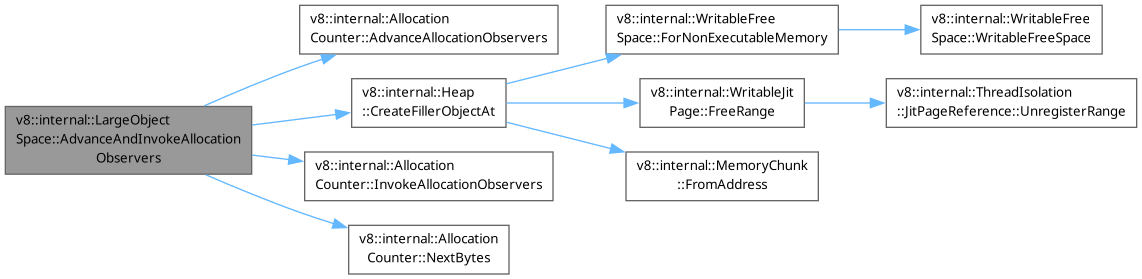 v8::internal::LargeObject
Space::AdvanceAndInvokeAllocation
Observers
v8::internal::Allocation
Counter::AdvanceAllocationObservers
v8::internal::Heap
::CreateFillerObjectAt
v8::internal::WritableFree
Space::ForNonExecutableMemory
v8::internal::WritableFree
Space::WritableFreeSpace
v8::internal::WritableJit
Page::FreeRange
v8::internal::ThreadIsolation
::JitPageReference::UnregisterRange
v8::internal::MemoryChunk
::FromAddress
v8::internal::Allocation
Counter::InvokeAllocationObservers
v8::internal::Allocation
Counter::NextBytes